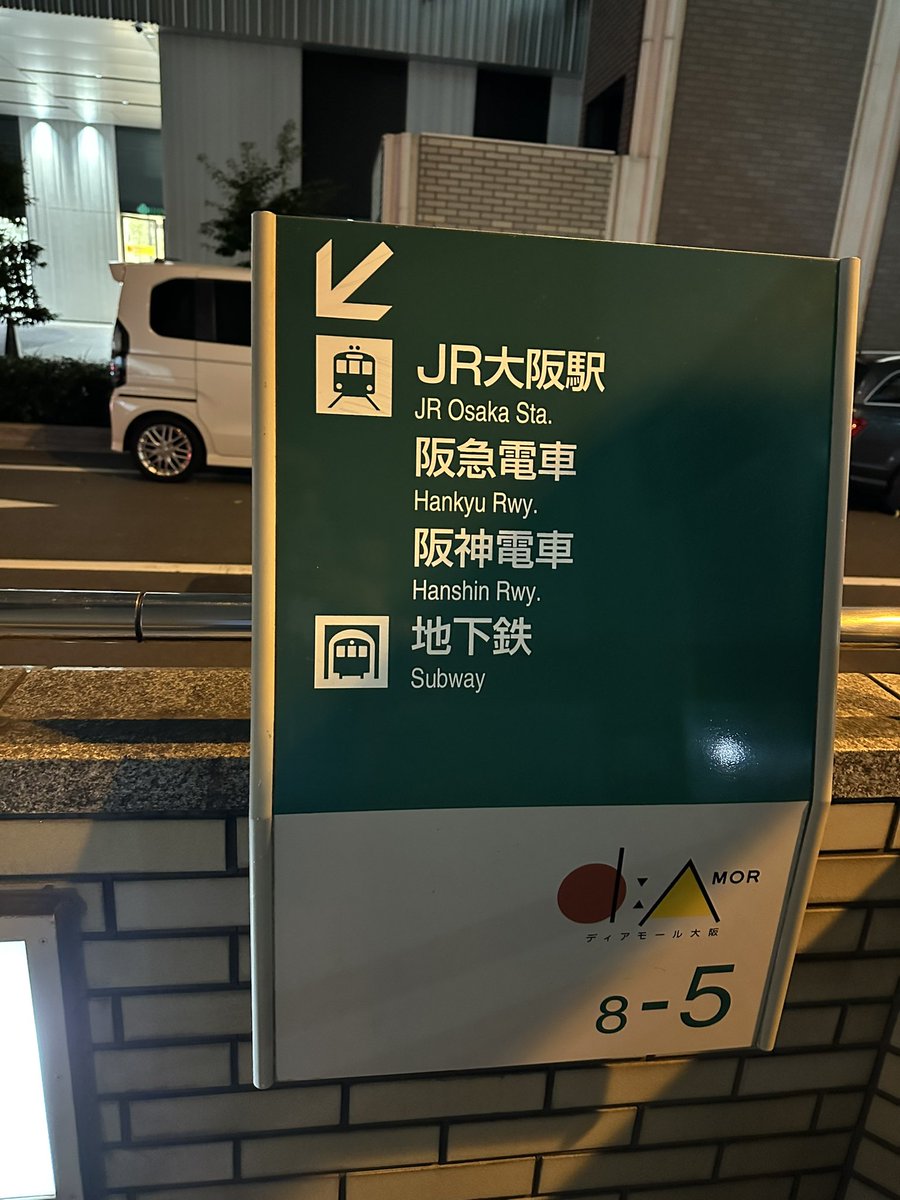 JR大阪駅
JR Osaka Sta.
阪急電車
Hankyu Rwy.
阪神電車
Hanshin Rwy.
地下鉄
Subway
MOR
ディアモール大阪
8-5